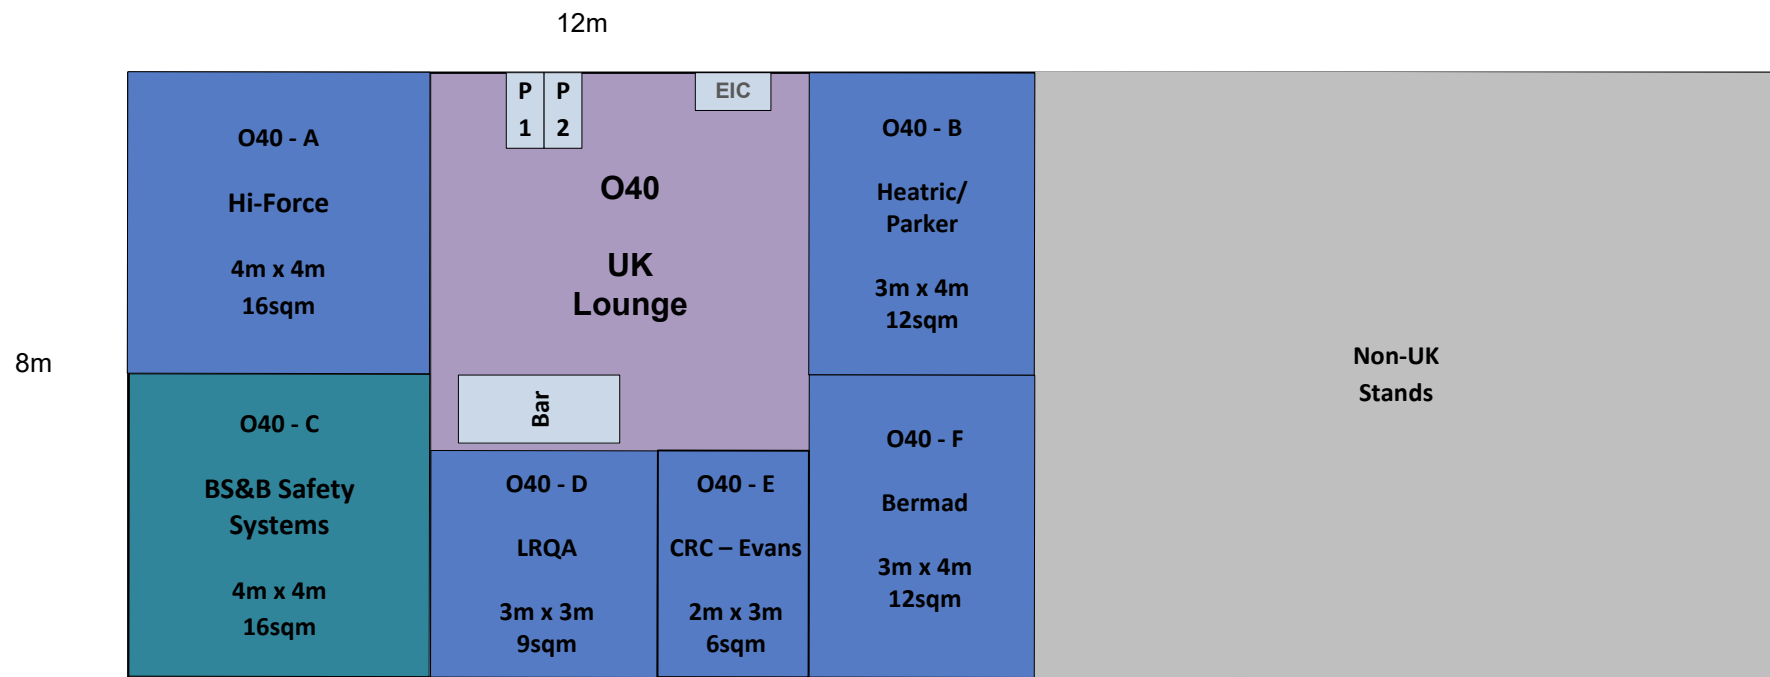 12m
8m
O40 - A
Hi-Force
4m x 4m
16sqm
P
1
P
2
EIC
O40
UK
Lounge
Bar
O40 - B
Heatric/
Parker
3m x 4m
12sqm
Non-UK
Stands
O40 - C
BS&B Safety
Systems
4m x 4m
16sqm
O40 - D
LRQA
3m x 3m
9sqm
O40 - E
CRC – Evans
2m x 3m
6sqm
O40 - F
Bermad
3m x 4m
12sqm